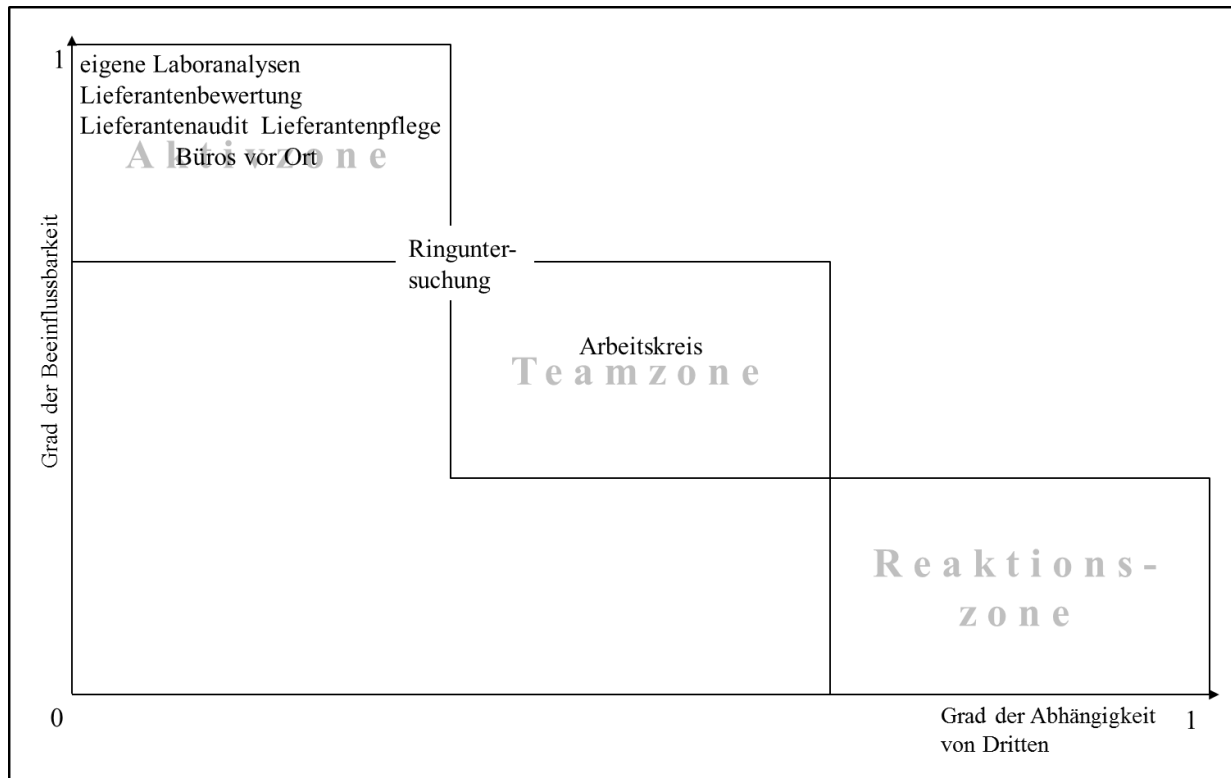 1
eigene Laboranalysen
Lieferantenbewertung
Lieferantenaudit Lieferantenpflege
Büros vor Ort
Aktivzone
Grad der Beeinflussbarkeit
Ringunter-
suchung
Arbeitskreis
Teamzone
Reaktions-
zone
0
Grad der Abhängigkeit
von Dritten
1